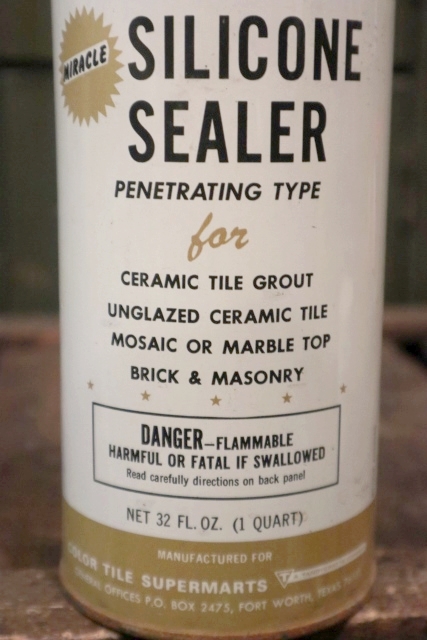 MIRACLE
SILICONE
SEALER
PENETRATING TYPE
for
CERAMIC TILE GROUT
UNGLAZED CERAMIC TILE
MOSAIC OR MARBLE TOP
BRICK & MASONRY
DANGER—FLAMMABLE
HARMFUL OR FATAL IF SWALLOWED
Read carefully directions on back panel
NET 32 FL. OZ. (1 QUART)
MANUFACTURED FOR
COLOR TILE SUPERMARTS
GENERAL OFFICES P.O. BOX 2475, FORT WORTH, TEXAS